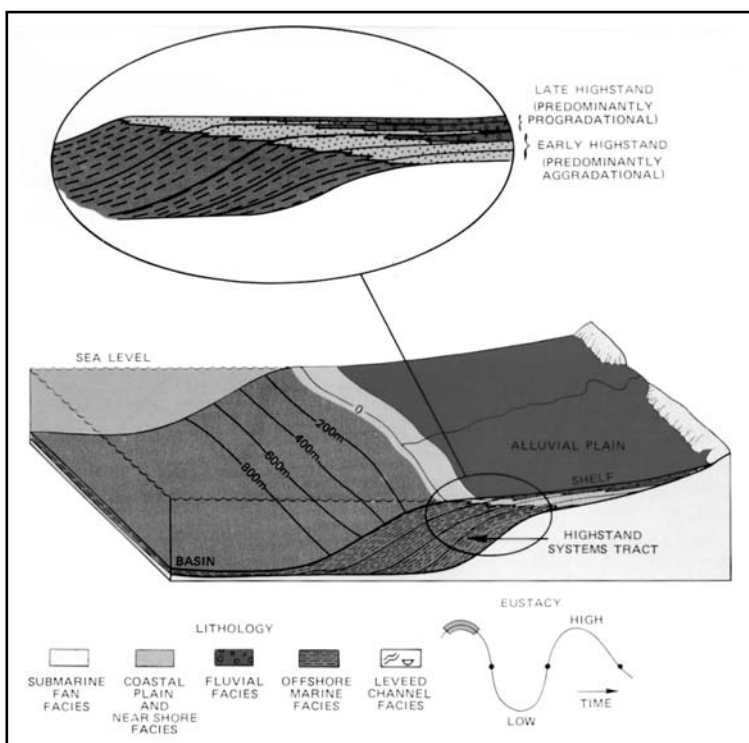 LATE HIGHSTAND
(PREDOMINANTLY
PROGRADATIONAL)
EARLY HIGHSTAND
(PREDOMINANTLY
AGGRADATIONAL)
SEA LEVEL
0
200m
400m
600m
800m
ALLUVIAL PLAIN
SHELF
HIGHSTAND
SYSTEMS TRACT
BASIN
EUSTACY
HIGH
LOW
TIME
LITHOLOGY
SUBMARINE
FAN
FACIES
COASTAL
PLAIN
AND
NEAR SHORE
FACIES
FLUVIAL
FACIES
OFFSHORE
MARINE
FACIES
LEVEED
CHANNEL
FACIES